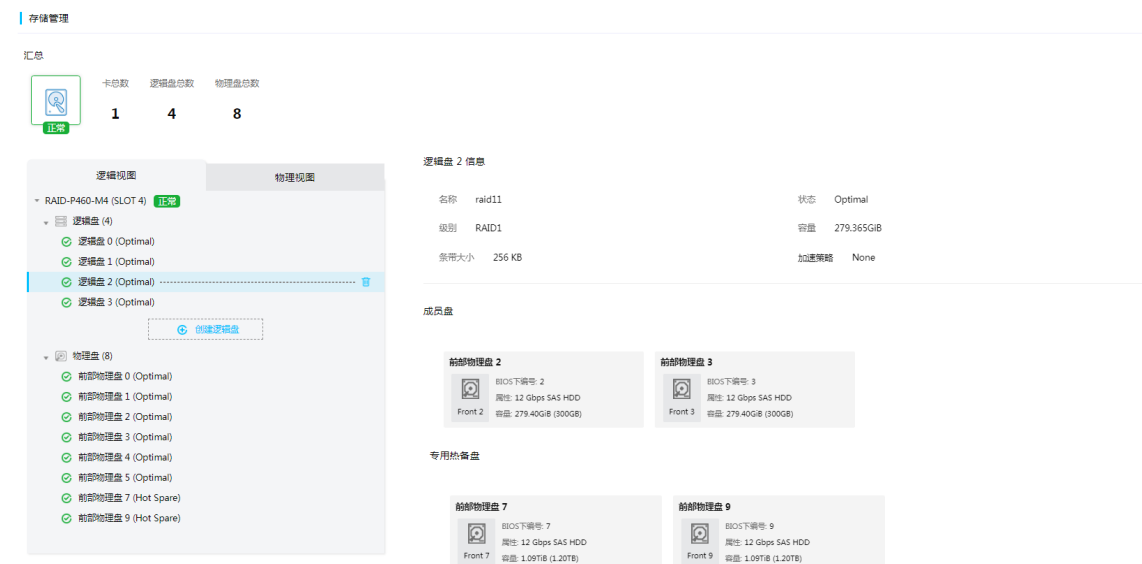 存储管理
汇总
卡总数 逻辑盘总数 物理盘总数
1 4 8
正常
逻辑视图 物理视图
RAID-P460-M4 (SLOT 4) 正常
逻辑盘 (4)
逻辑盘 0 (Optimal)
逻辑盘 1 (Optimal)
逻辑盘 2 (Optimal)
逻辑盘 3 (Optimal)
创建逻辑盘
物理盘 (8)
前部物理盘 0 (Optimal)
前部物理盘 1 (Optimal)
前部物理盘 2 (Optimal)
前部物理盘 3 (Optimal)
前部物理盘 4 (Optimal)
前部物理盘 5 (Optimal)
前部物理盘 7 (Hot Spare)
前部物理盘 9 (Hot Spare)
逻辑盘 2 信息
名称 raid11 状态 Optimal
级别 RAID1 容量 279.365GiB
条带大小 256 KB 加速策略 None
成员盘
前部物理盘 2
BIOS下编号: 2
属性: 12 Gbps SAS HDD
Front 2 容量: 279.40GiB (300GB)
前部物理盘 3
BIOS下编号: 3
属性: 12 Gbps SAS HDD
Front 3 容量: 279.40GiB (300GB)
专用热备盘
前部物理盘 7
BIOS下编号: 7
属性: 12 Gbps SAS HDD
Front 7 容量: 1.09TiB (1.20TB)
前部物理盘 9
BIOS下编号: 9
属性: 12 Gbps SAS HDD
Front 9 容量: 1.09TiB (1.20TB)